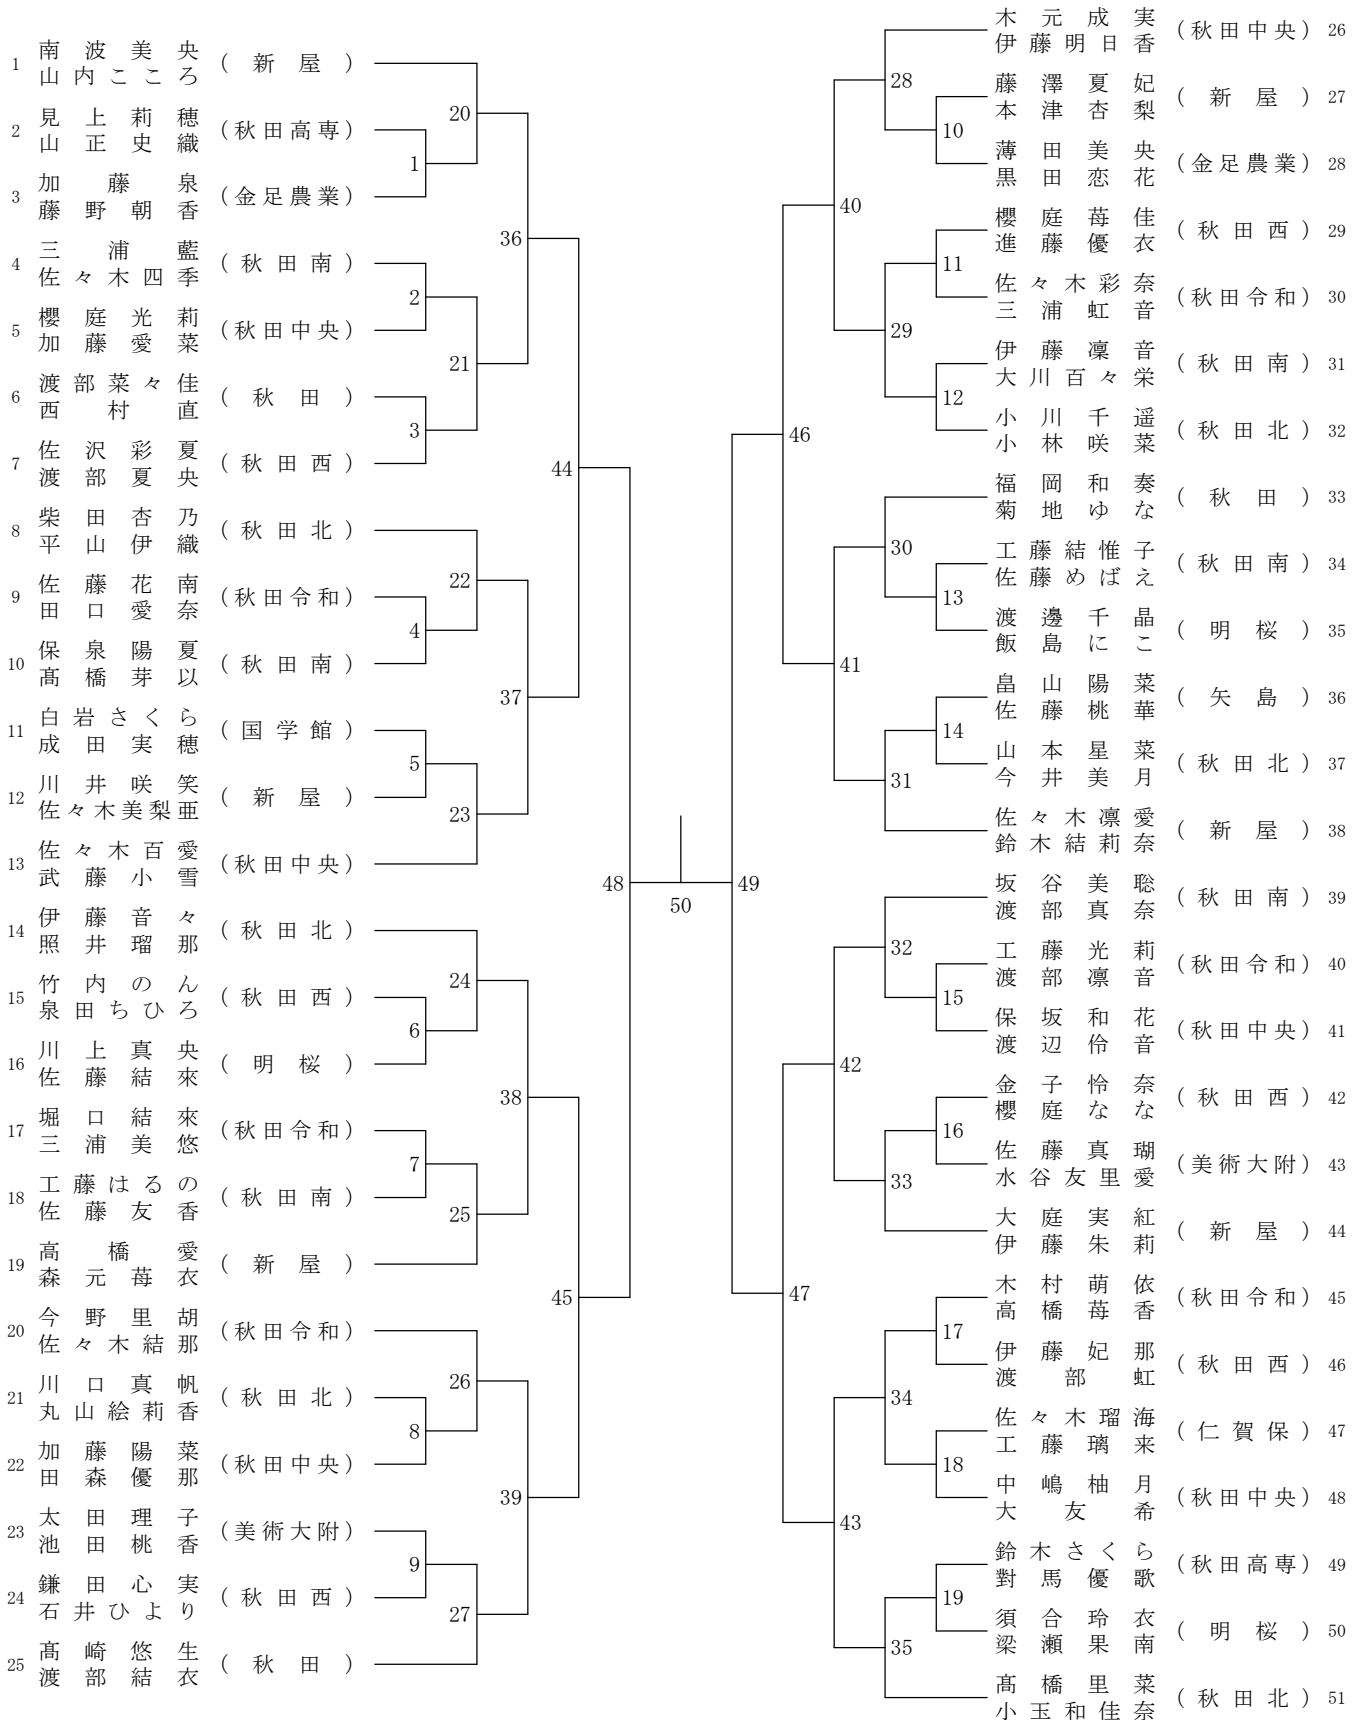 1 南波美央 (新屋)
山内こころ
2 見上莉穂 (秋田高専)
山正史織
3 加藤泉 (金足農業)
藤野朝香
4 三浦藍 (秋田南)
佐々木四季
5 櫻庭光莉 (秋田中央)
加藤愛菜
6 渡部菜々佳 (秋田)
西村直
7 佐沢彩夏 (秋田西)
渡部夏央
8 柴田杏乃 (秋田北)
平山伊織
9 佐藤花南 (秋田令和)
田口愛奈
10 保泉陽夏 (秋田南)
髙橋芽以
11 白岩さくら (国学館)
成田実穂
12 川井咲笑 (新屋)
佐々木美梨亜
13 佐々木百愛 (秋田中央)
武藤小雪
14 伊藤音々 (秋田北)
照井瑠那
15 竹内のん (秋田西)
泉田ちひろ
16 川上真央 (明桜)
佐藤結來
17 堀口結來 (秋田令和)
三浦美悠
18 工藤はるの (秋田南)
佐藤友香
19 高橋愛 (新屋)
森元苺衣
20 今野里胡 (秋田令和)
佐々木結那
21 川口真帆 (秋田北)
丸山絵莉香
22 加藤陽菜 (秋田中央)
田森優那
23 太田理子 (美術大附)
池田桃香
24 鎌田心実 (秋田西)
石井ひより
25 髙崎悠生 (秋田)
渡部結衣
1
2
3
4
5
6
7
8
9
20
21
22
23
24
25
26
27
36
37
38
39
44
45
48
50
49
46
47
40
41
42
43
28
29
30
31
32
33
34
35
10
11
12
13
14
15
16
17
18
19
木元成実 (秋田中央) 26
伊藤明日香
藤澤夏妃 (新屋) 27
本津杏梨
薄田美央 (金足農業) 28
黒田恋花
櫻庭苺佳 (秋田西) 29
進藤優衣
佐々木彩奈 (秋田令和) 30
三浦虹音
伊藤凜音 (秋田南) 31
大川百々栄
小川千遥 (秋田北) 32
小林咲菜
福岡和奏 (秋田) 33
菊地ゆな
工藤結惟子 (秋田南) 34
佐藤めばえ
渡邊千晶 (明桜) 35
飯島にこ
畠山陽菜 (矢島) 36
佐藤桃華
山本星菜 (秋田北) 37
今井美月
佐々木凛愛 (新屋) 38
鈴木結莉奈
坂谷美聡 (秋田南) 39
渡部真奈
工藤光莉 (秋田令和) 40
渡部凛音
保坂和花 (秋田中央) 41
渡辺伶音
金子怜奈 (秋田西) 42
櫻庭なな
佐藤真瑚 (美術大附) 43
水谷友里愛
大庭実紅 (新屋) 44
伊藤朱莉
木村萌依 (秋田令和) 45
高橋苺香
伊藤妃那 (秋田西) 46
渡部虹
佐々木瑠海 (仁賀保) 47
工藤璃来
中嶋柚月 (秋田中央) 48
大友希
鈴木さくら (秋田高専) 49
對馬優歌
須合玲衣 (明桜) 50
梁瀬果南
髙橋里菜 (秋田北) 51
小玉和佳奈